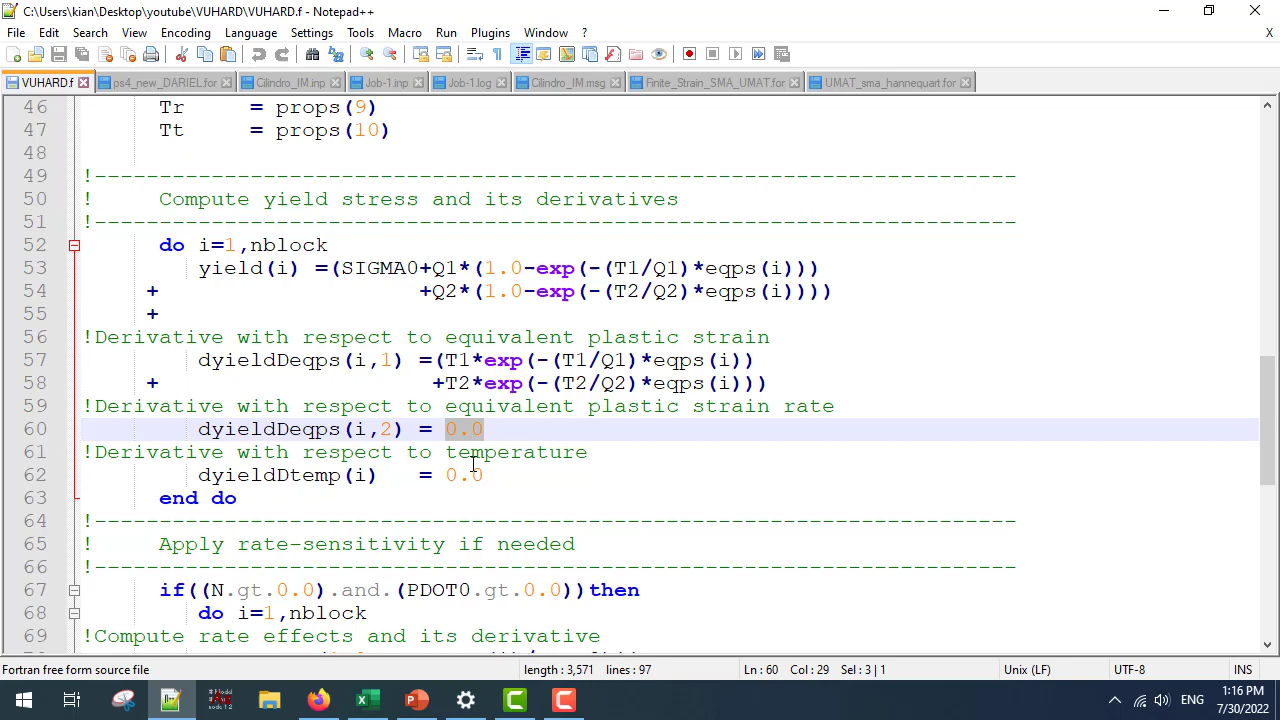 C:\Users\kian\Desktop\youtube\VUHARD\VUHARD.f - Notepad++
File Edit Search View Encoding Language Settings Tools Macro Run Plugins Window ? X
VUHARD.f ps4_new_DARIEL.for Cilindro_IM.inp Job-1.inp Job-1.log Cilindro_IM.msg Finite_Strain_SMA_UMAT.for UMAT_sma_hannequart.for
46 Tr = props(9)
47 Tt = props(10)
48
49 !-----------------------------------------------------------------------
50 ! Compute yield stress and its derivatives
51 !-----------------------------------------------------------------------
52 do i=1,nblock
53 yield(i) =(SIGMA0+Q1*(1.0-exp(-(T1/Q1)*eqps(i)))
54 + +Q2*(1.0-exp(-(T2/Q2)*eqps(i))))
55 +
56 !Derivative with respect to equivalent plastic strain
57 dyieldDeqps(i,1) =(T1*exp(-(T1/Q1)*eqps(i))
58 + +T2*exp(-(T2/Q2)*eqps(i)))
59 !Derivative with respect to equivalent plastic strain rate
60 dyieldDeqps(i,2) = 0.0
61 !Derivative with respect to temperature
62 dyieldDtemp(i) = 0.0
63 end do
64 !-----------------------------------------------------------------------
65 ! Apply rate-sensitivity if needed
66 !-----------------------------------------------------------------------
67 if((N.gt.0.0).and.(PDOT0.gt.0.0))then
68 do i=1,nblock
69 !Compute rate effects and its derivative
Fortran free form source file length : 3,571 lines : 97 Ln : 60 Col : 29 Sel : 3 | 1 Unix (LF) UTF-8 INS
ENG
1:16 PM
7/30/2022